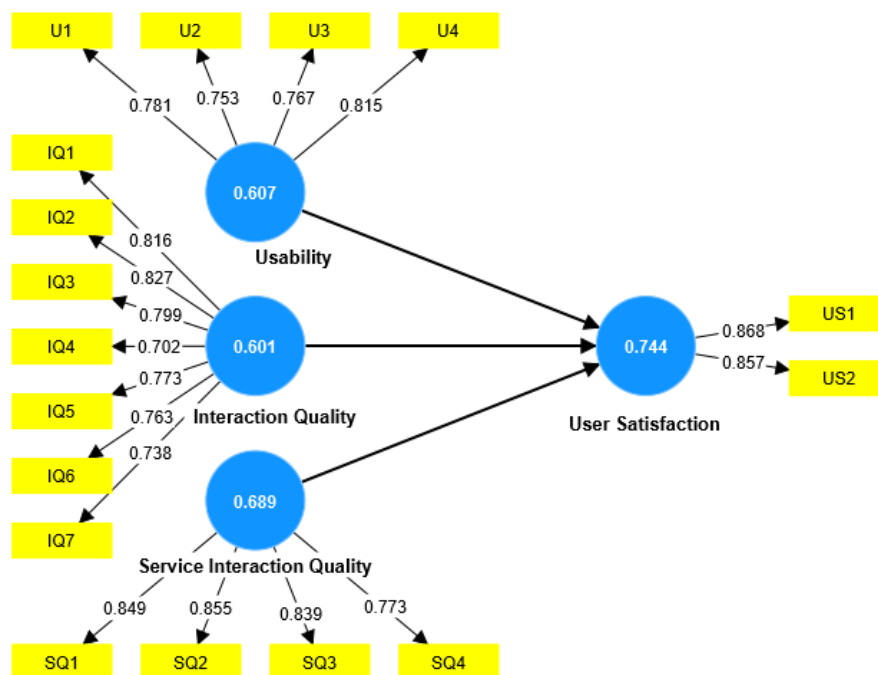 U1 U2 U3 U4
0.781 0.753 0.767 0.815
0.607
Usability
IQ1
IQ2
IQ3
IQ4
IQ5
IQ6
IQ7
0.816
0.827
0.799
0.702
0.773
0.763
0.738
0.601
Interaction Quality
0.744
User Satisfaction
0.868 US1
0.857 US2
0.689
Service Interaction Quality
0.849 0.855 0.839 0.773
SQ1 SQ2 SQ3 SQ4